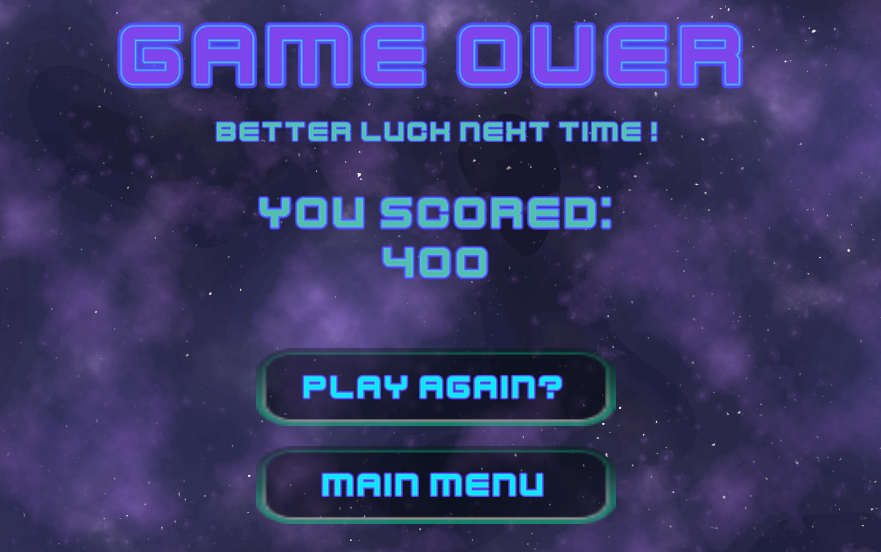 GAME OVER
BETTER LUCK NEXT TIME !
YOU SCORED:
400
PLAY AGAIN?
MAIN MENU